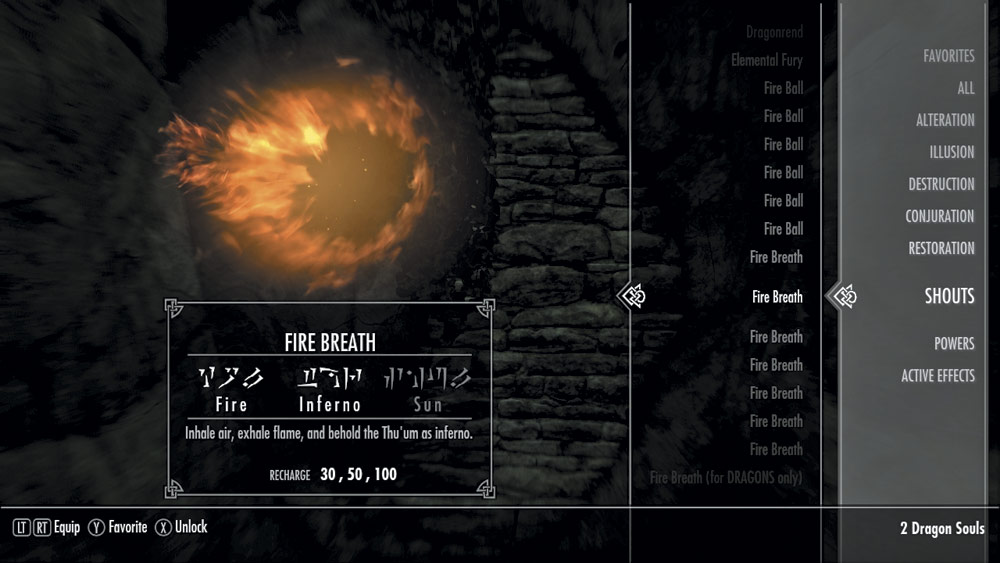 Dragonrend
Elemental Fury
Fire Ball
Fire Ball
Fire Ball
Fire Ball
Fire Ball
Fire Ball
Fire Breath
Fire Breath
Fire Breath
Fire Breath
Fire Breath
Fire Breath
Fire Breath
Fire Breath (for DRAGONS only)
FAVORITES
ALL
ALTERATION
ILLUSION
DESTRUCTION
CONJURATION
RESTORATION
SHOUTS
POWERS
ACTIVE EFFECTS
FIRE BREATH
Fire Inferno Sun
Inhale air, exhale flame, and behold the Thu'um as inferno.
RECHARGE 30, 50, 100
LT RT Equip Y Favorite X Unlock
2 Dragon Souls